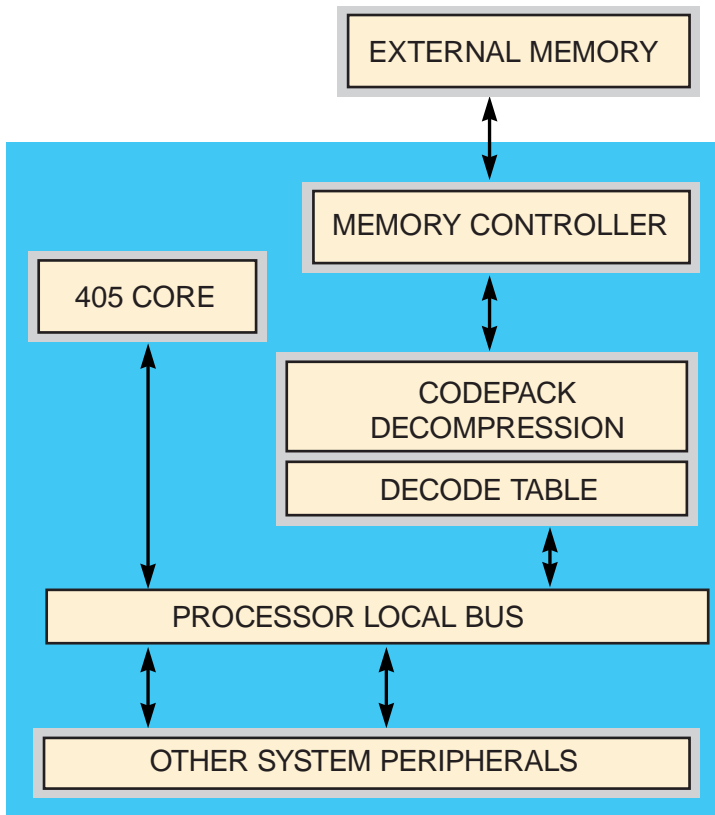 EXTERNAL MEMORY
MEMORY CONTROLLER
405 CORE
CODEPACK
DECOMPRESSION
DECODE TABLE
PROCESSOR LOCAL BUS
OTHER SYSTEM PERIPHERALS